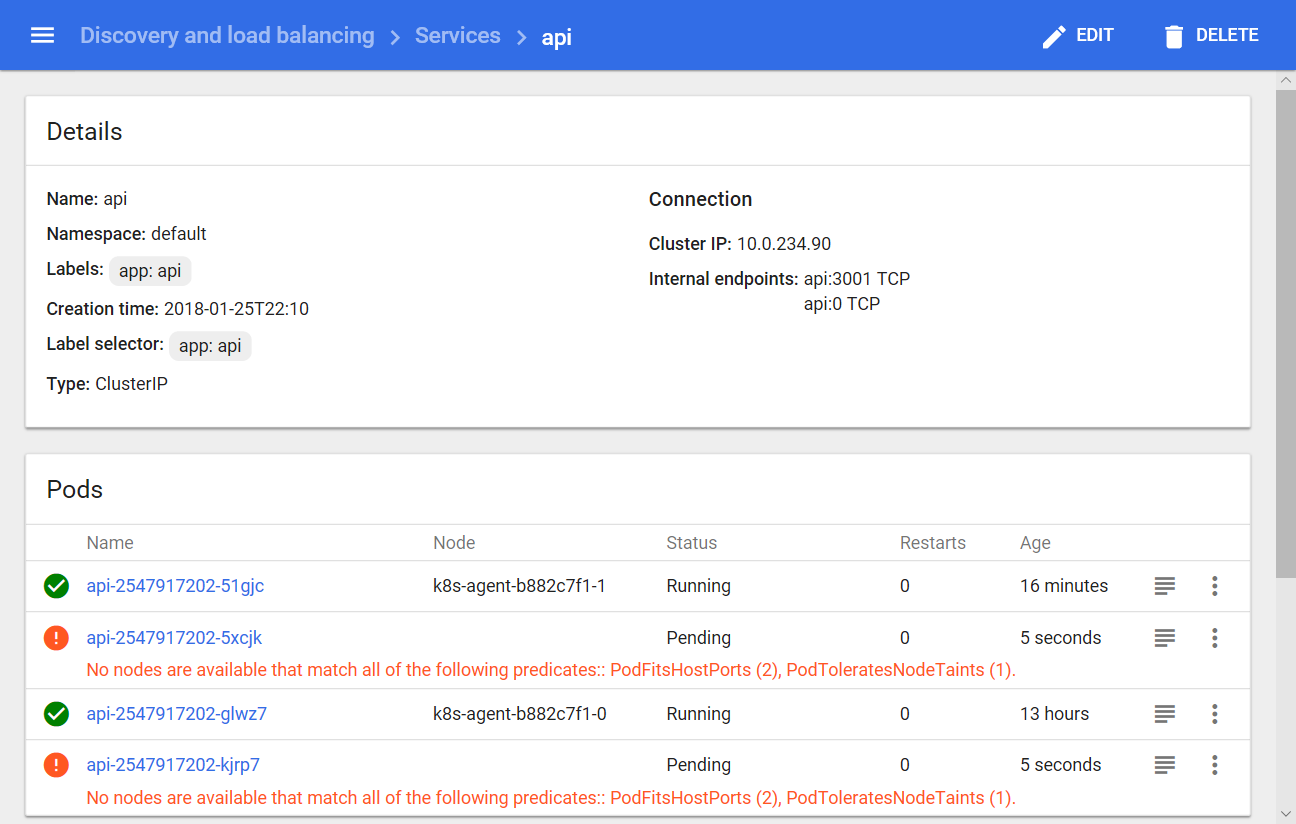 Discovery and load balancing > Services > api EDIT DELETE
Details
Name: api
Namespace: default
Labels: app: api
Creation time: 2018-01-25T22:10
Label selector: app: api
Type: ClusterIP
Connection
Cluster IP: 10.0.234.90
Internal endpoints: api:3001 TCP
api:0 TCP
Pods
Name Node Status Restarts Age
api-2547917202-51gjc k8s-agent-b882c7f1-1 Running 0 16 minutes
api-2547917202-5xcjk Pending 0 5 seconds
No nodes are available that match all of the following predicates:: PodFitsHostPorts (2), PodToleratesNodeTaints (1).
api-2547917202-glwz7 k8s-agent-b882c7f1-0 Running 0 13 hours
api-2547917202-kjrp7 Pending 0 5 seconds
No nodes are available that match all of the following predicates:: PodFitsHostPorts (2), PodToleratesNodeTaints (1).